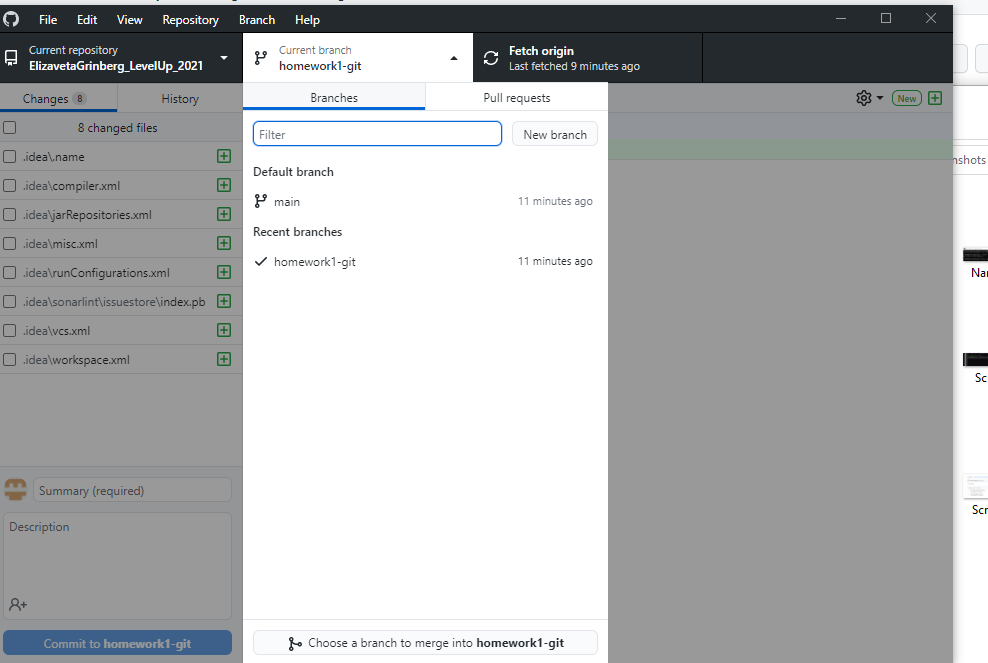 File Edit View Repository Branch Help
Current repository
ElizavetaGrinberg_LevelUp_2021
Current branch
homework1-git
Fetch origin
Last fetched 9 minutes ago
Changes 8
History
Branches
Pull requests
New
8 changed files
Filter
New branch
.idea\.name
.idea\compiler.xml
.idea\jarRepositories.xml
.idea\misc.xml
.idea\runConfigurations.xml
.idea\sonarlint\issuestore\index.pb
.idea\vcs.xml
.idea\workspace.xml
Default branch
main 11 minutes ago
Recent branches
homework1-git 11 minutes ago
Summary (required)
Description
Commit to homework1-git
Choose a branch to merge into homework1-git
nshots
Nar
Sc
Scr